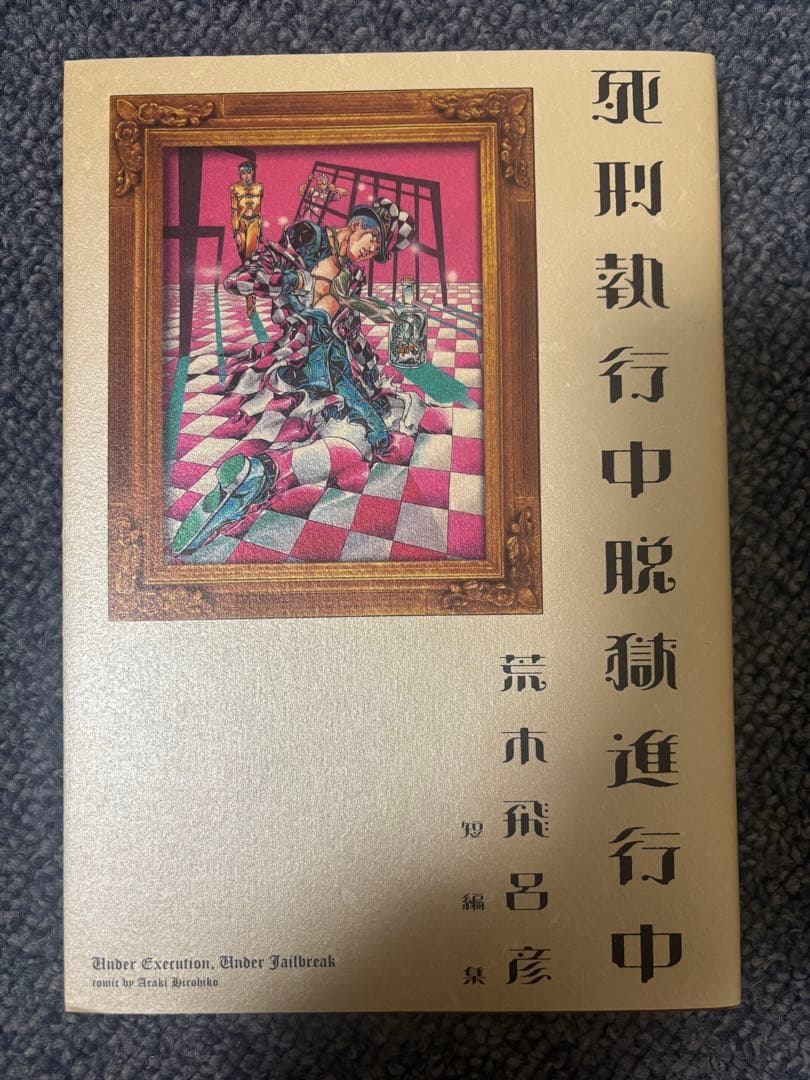 死刑執行中脱獄進行中
荒木飛呂彦
短編集
Under Execution, Under Jailbreak
comic by Araki Hirohiko